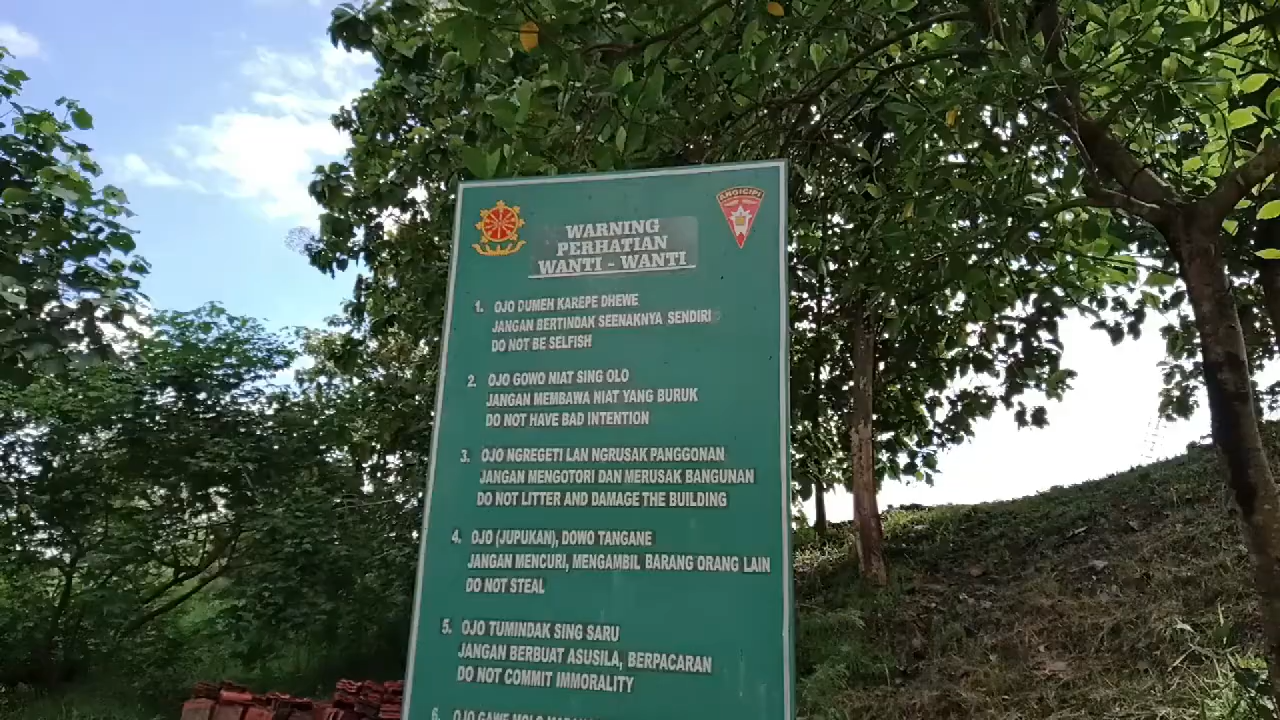 ANGICIPI
WARNING
PERHATIAN
WANTI - WANTI
1. OJO DUMEH KAREPE DHEWE
JANGAN BERTINDAK SEENAKNYA SENDIRI
DO NOT BE SELFISH
2. OJO GOWO NIAT SING OLO
JANGAN MEMBAWA NIAT YANG BURUK
DO NOT HAVE BAD INTENTION
3. OJO NGREGETI LAN NGRUSAK PANGGONAN
JANGAN MENGOTORI DAN MERUSAK BANGUNAN
DO NOT LITTER AND DAMAGE THE BUILDING
4. OJO (JUPUKAN), DOWO TANGANE
JANGAN MENCURI, MENGAMBIL BARANG ORANG LAIN
DO NOT STEAL
5. OJO TUMINDAK SING SARU
JANGAN BERBUAT ASUSILA, BERPACARAN
DO NOT COMMIT IMMORALITY
6. OJO GAWE